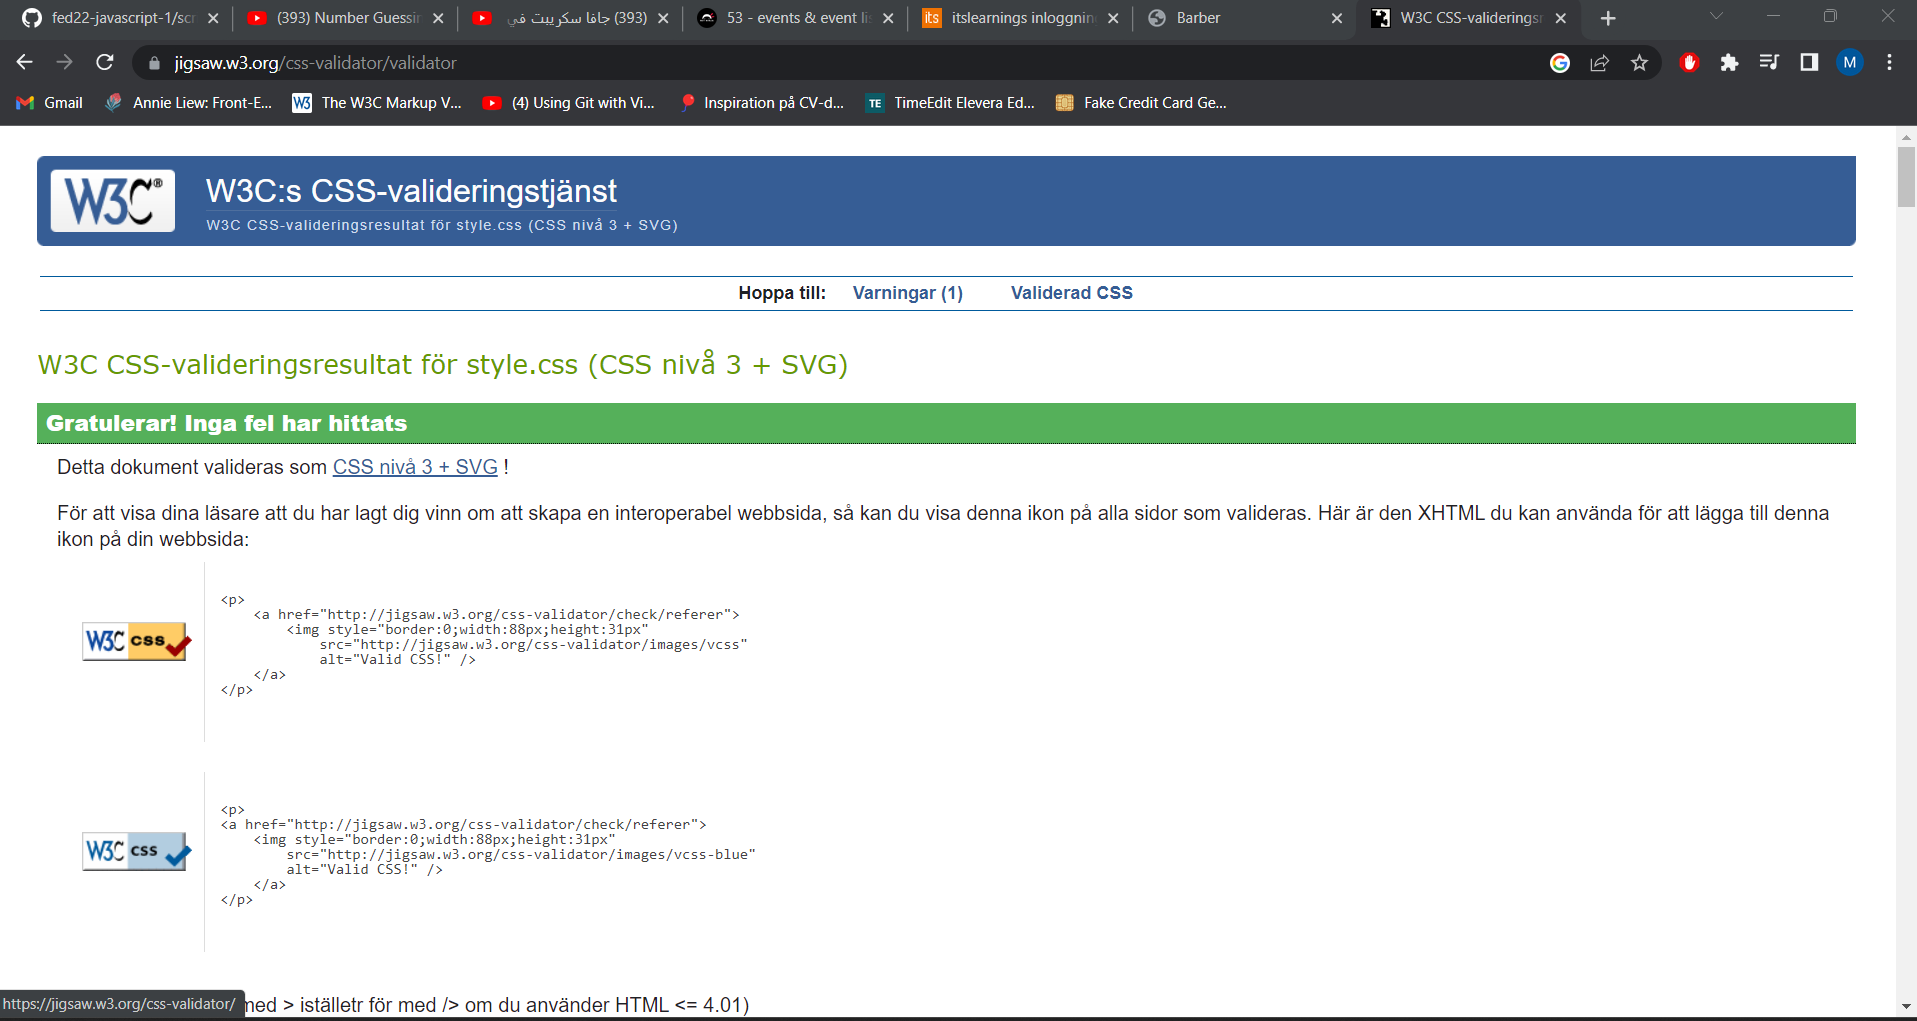 fed22-javascript-1/scr
(393) Number Guessin
(393) جافا سكريبت في
53 - events & event lis
its
itslearnings inloggnin
Barber
W3C CSS-valideringsr
jigsaw.w3.org/css-validator/validator
M
Gmail
Annie Liew: Front-E...
W3
The W3C Markup V...
(4) Using Git with Vi...
Inspiration på CV-d...
TE
TimeEdit Elevera Ed...
Fake Credit Card Ge...
W3C®
W3C:s CSS-valideringstjänst
W3C CSS-valideringsresultat för style.css (CSS nivå 3 + SVG)
Hoppa till: Varningar (1) Validerad CSS
W3C CSS-valideringsresultat för style.css (CSS nivå 3 + SVG)
Gratulerar! Inga fel har hittats
Detta dokument valideras som CSS nivå 3 + SVG !
För att visa dina läsare att du har lagt dig vinn om att skapa en interoperabel webbsida, så kan du visa denna ikon på alla sidor som valideras. Här är den XHTML du kan använda för att lägga till denna
ikon på din webbsida:
W3C css
<p>
<a href="http://jigsaw.w3.org/css-validator/check/referer">
<img style="border:0;width:88px;height:31px"
src="http://jigsaw.w3.org/css-validator/images/vcss"
alt="Valid CSS!" />
</a>
</p>
W3C css
<p>
<a href="http://jigsaw.w3.org/css-validator/check/referer">
<img style="border:0;width:88px;height:31px"
src="http://jigsaw.w3.org/css-validator/images/vcss-blue"
alt="Valid CSS!" />
</a>
</p>
https://jigsaw.w3.org/css-validator/
med > iställetr för med /> om du använder HTML <= 4.01)